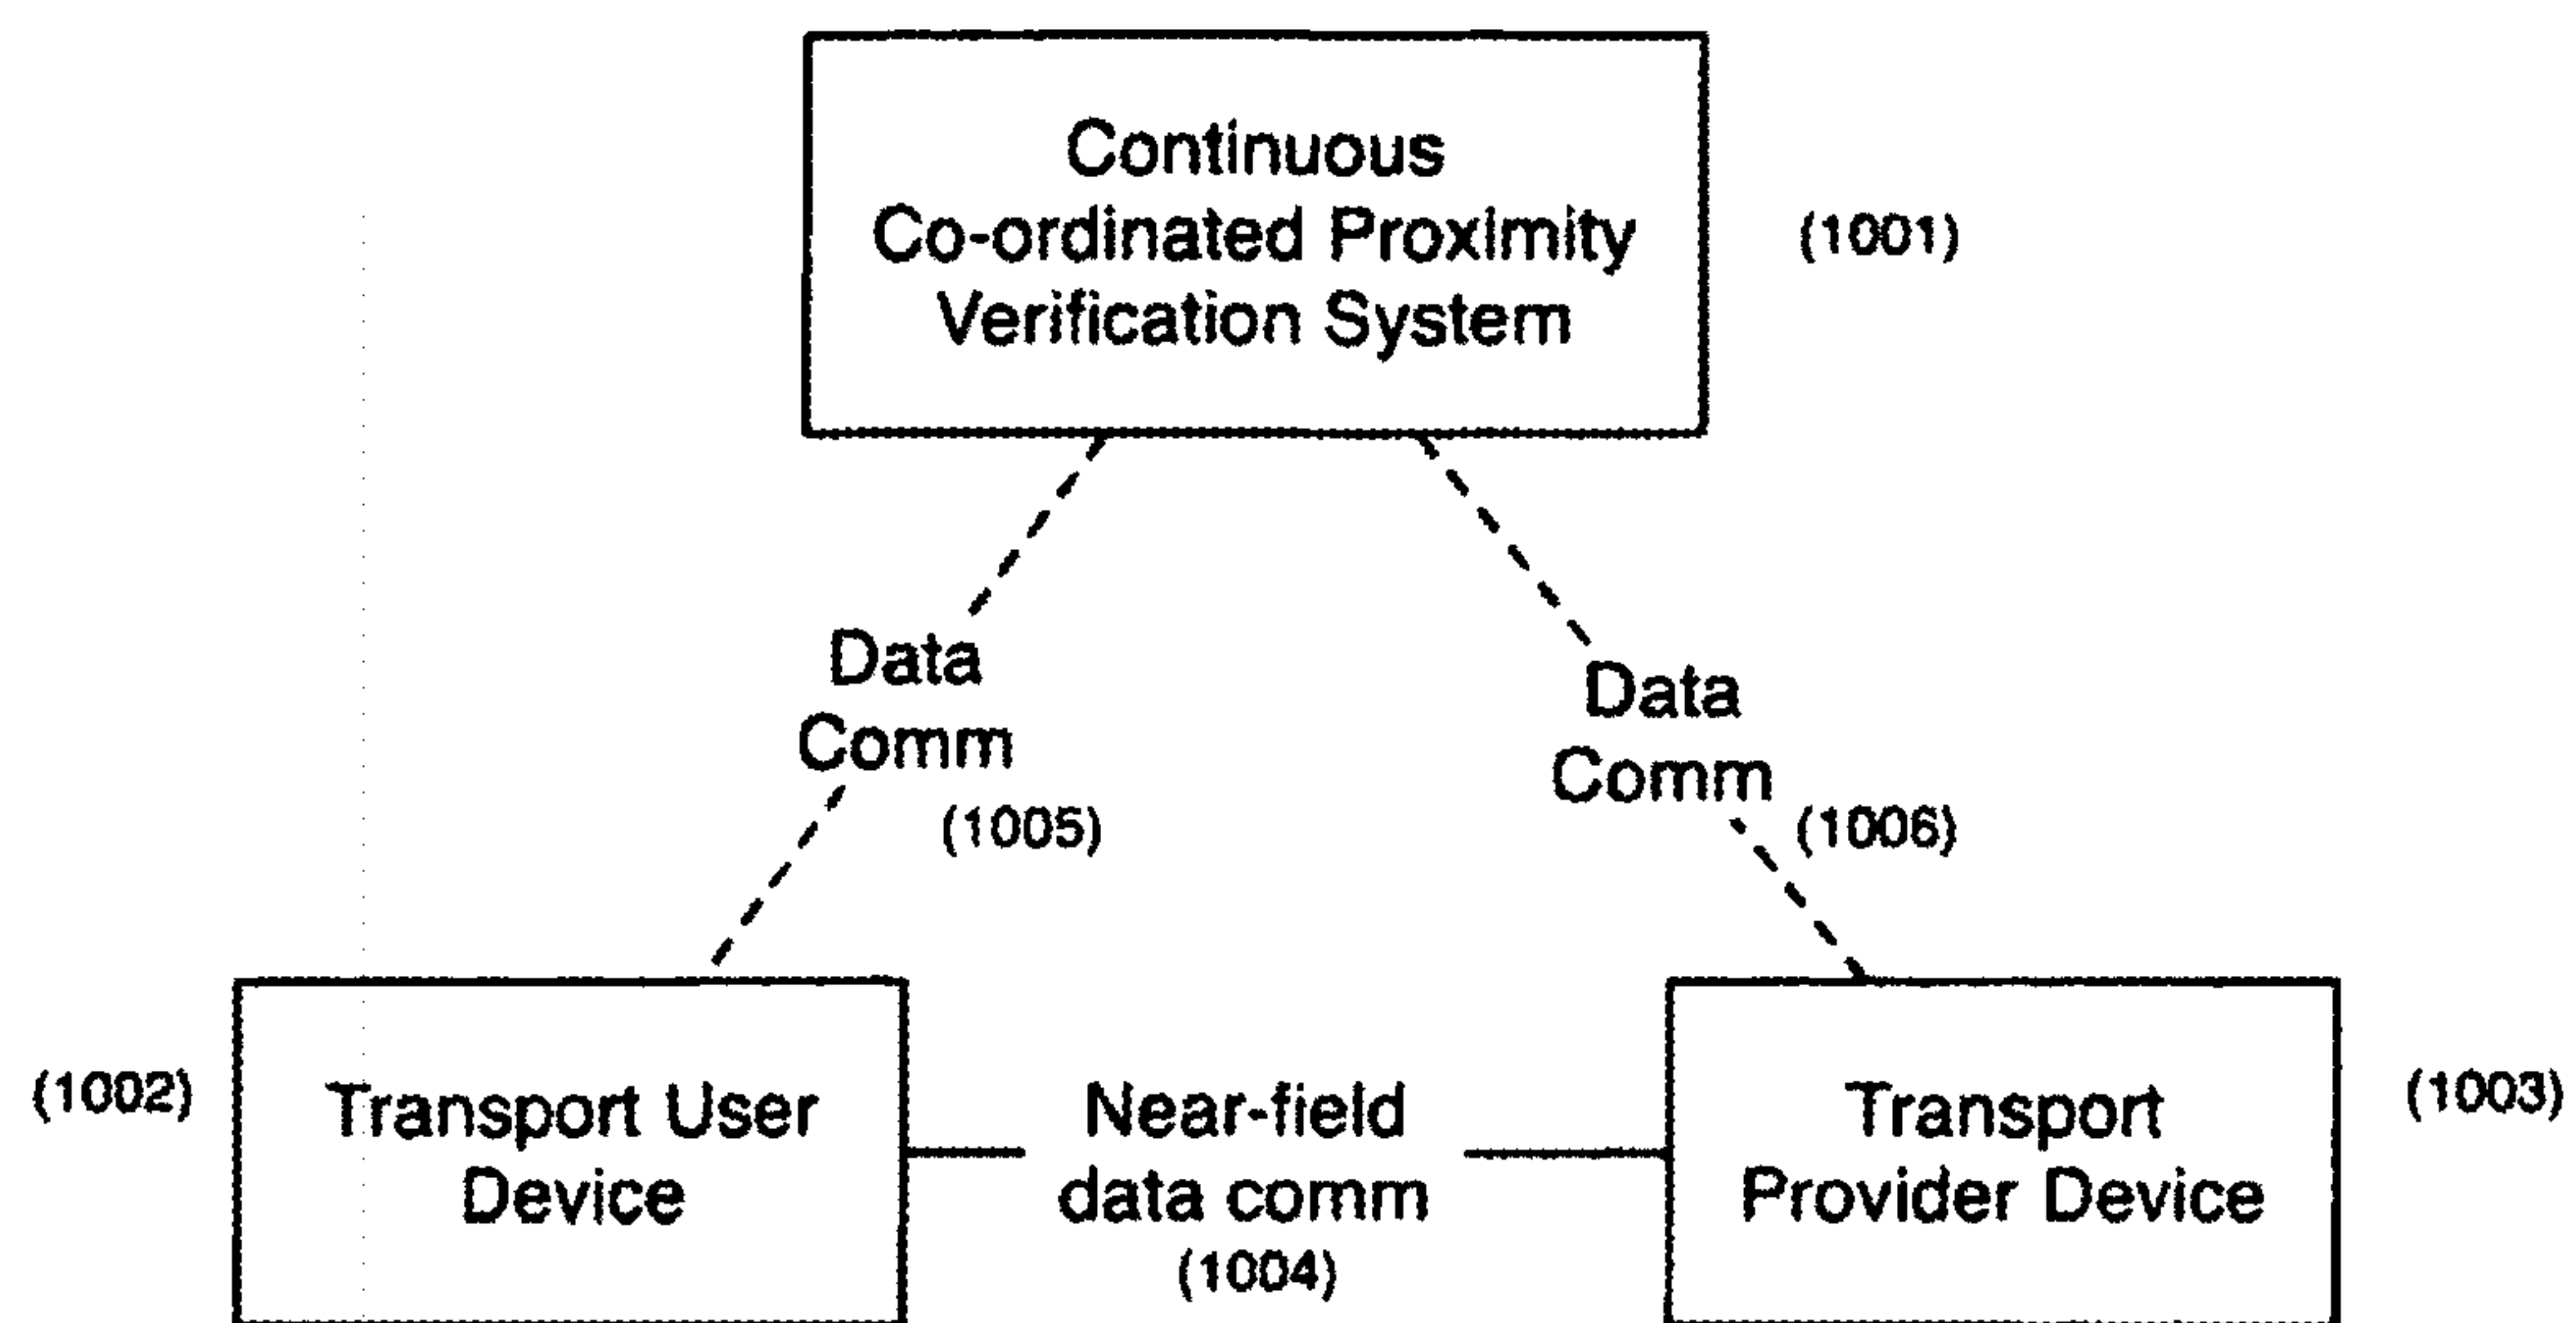 Continuous
Co-ordinated Proximity
Verification System
(1001)
Data
Comm
(1005)
Data
Comm
(1006)
(1002)
Transport User
Device
Near-field
data comm
(1004)
Transport
Provider Device
(1003)